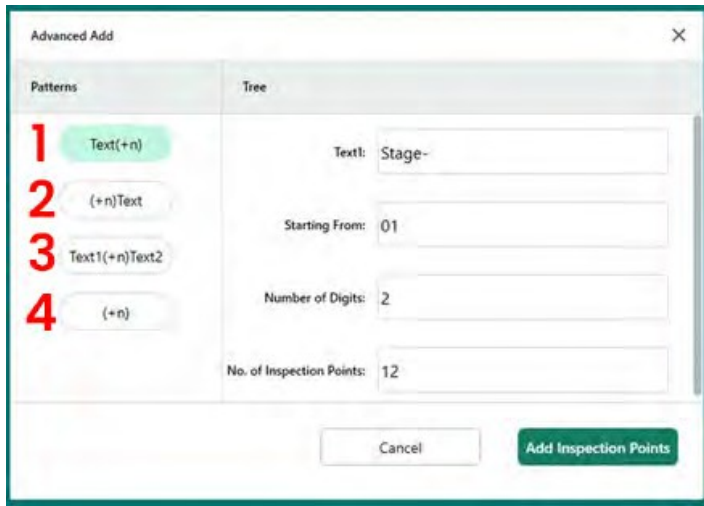 Advanced Add
Patterns
Tree
1 Text(+n)
2 (+n)Text
3 Text1(+n)Text2
4 (+n)
Text1: Stage-
Starting From: 01
Number of Digits: 2
No. of Inspection Points: 12
Cancel
Add Inspection Points